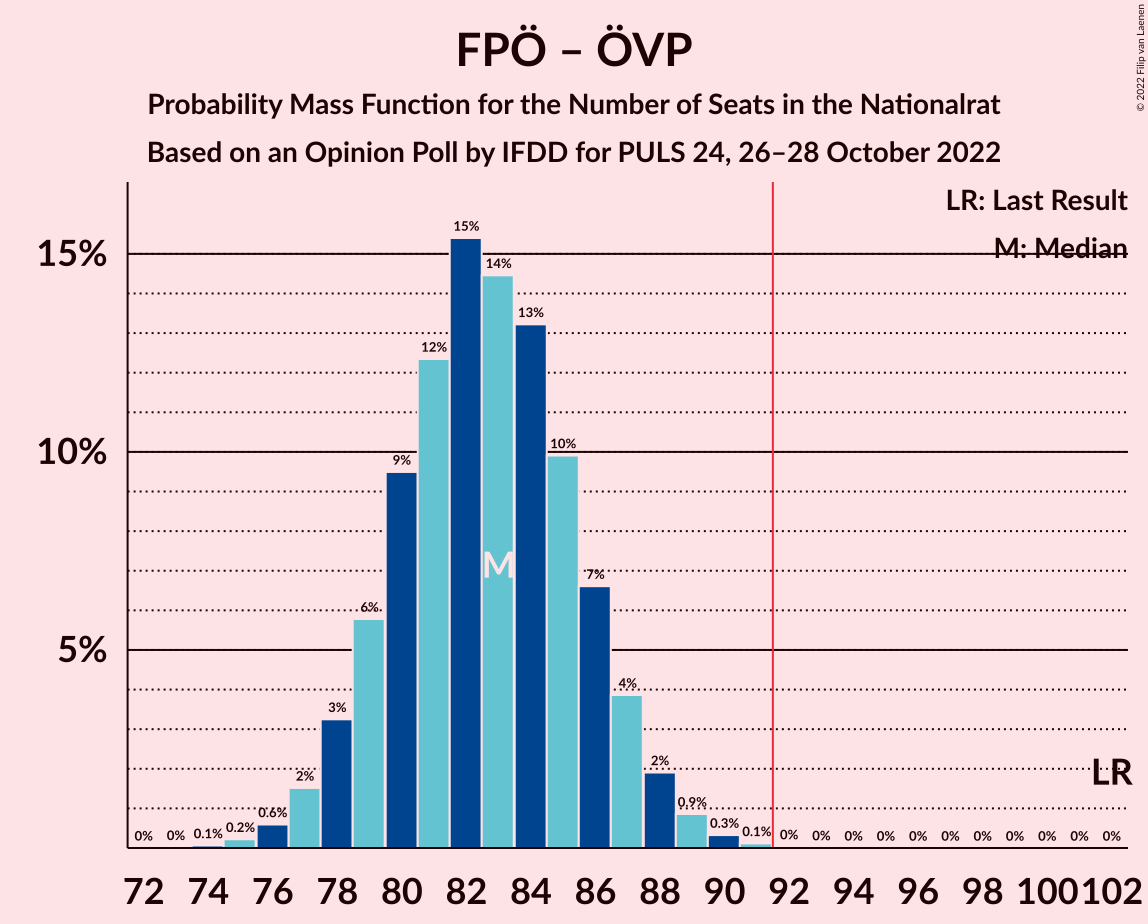 FPÖ – ÖVP
Probability Mass Function for the Number of Seats in the Nationalrat
Based on an Opinion Poll by IFDD for PULS 24, 26–28 October 2022
© 2022 Filip van Laenen
LR: Last Result
M: Median
15%
10%
5%
0% 0% 0.1% 0.2% 0.6% 2% 3% 6% 9% 12% 15% 14% 13% 10% 7% 4% 2% 0.9% 0.3% 0.1% 0% 0% 0% 0% 0% 0% 0% 0% 0% 0% 0%
M
LR
72 74 76 78 80 82 84 86 88 90 92 94 96 98 100 102